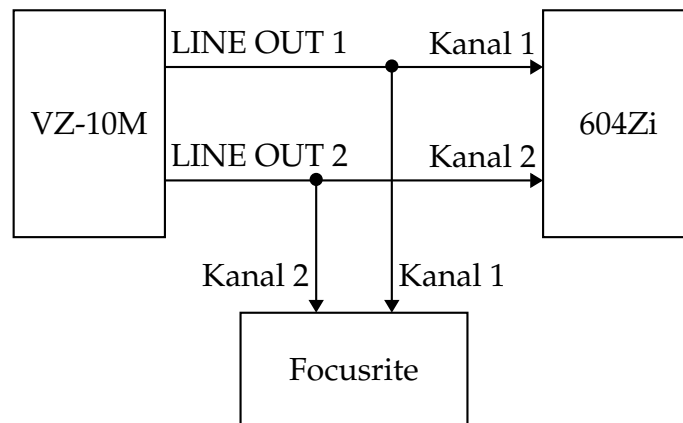 LINE OUT 1
Kanal 1
VZ-10M
604Zi
LINE OUT 2
Kanal 2
Kanal 2
Kanal 1
Focusrite